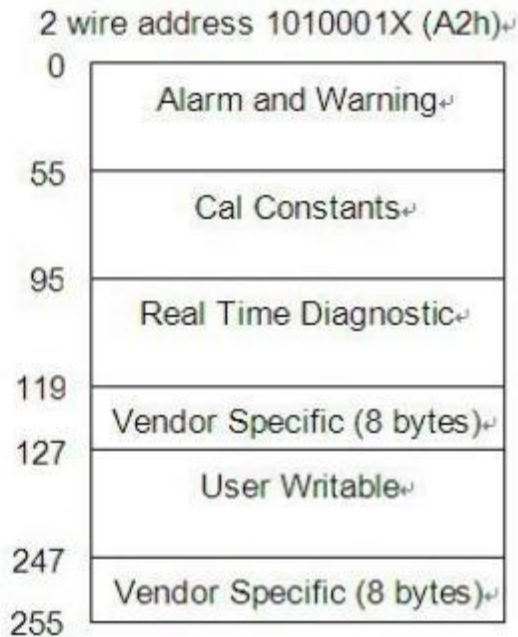 2 wire address 1010001X (A2h)↵
0
Alarm and Warning↵
55
Cal Constants↵
95
Real Time Diagnostic↵
119
Vendor Specific (8 bytes)↵
127
User Writable↵
247
Vendor Specific (8 bytes)↵
255